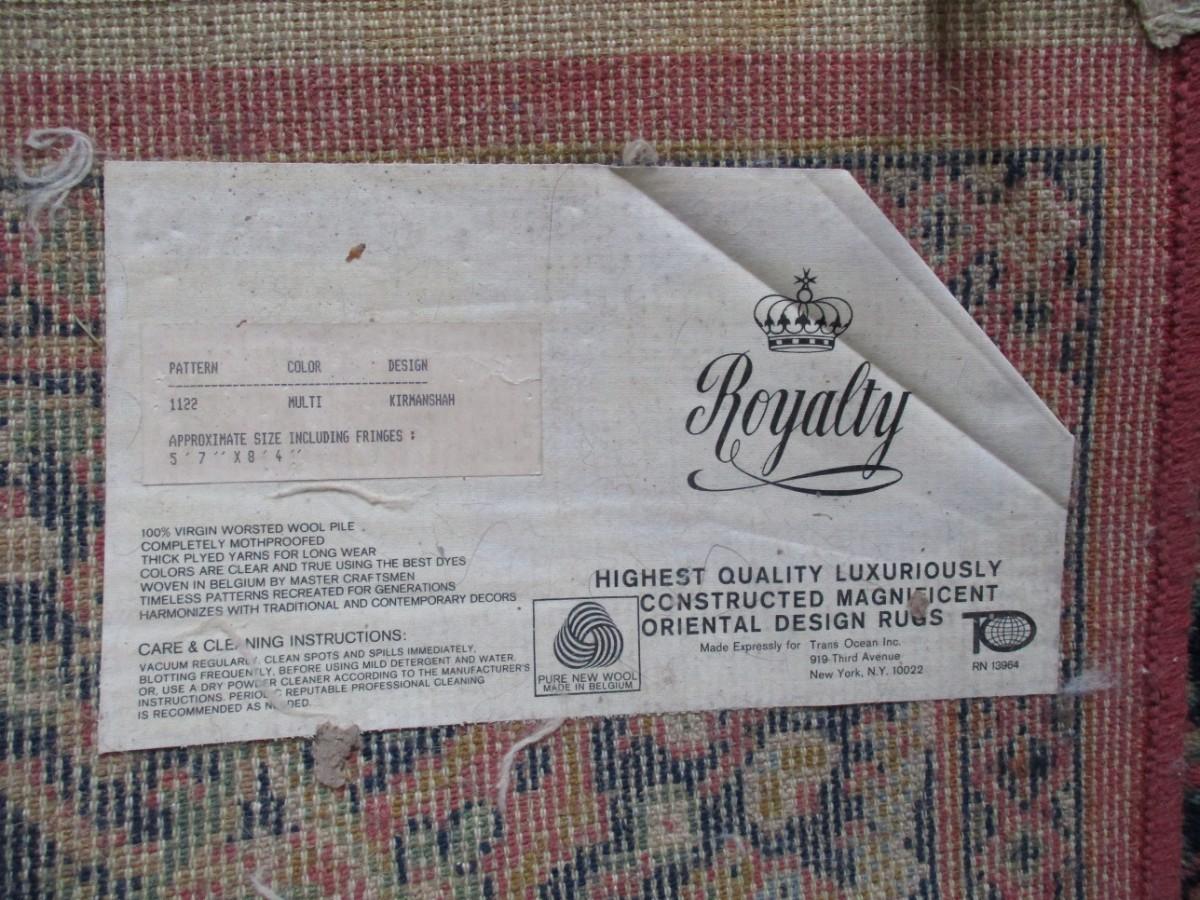 PATTERN COLOR DESIGN
1122 MULTI KIRMANSHAH
APPROXIMATE SIZE INCLUDING FRINGES :
5 ' 7 '' X 8 ' 4 ''
Royalty
100% VIRGIN WORSTED WOOL PILE
COMPLETELY MOTHPROOFED
THICK PLYED YARNS FOR LONG WEAR
COLORS ARE CLEAR AND TRUE USING THE BEST DYES
WOVEN IN BELGIUM BY MASTER CRAFTSMEN
TIMELESS PATTERNS RECREATED FOR GENERATIONS
HARMONIZES WITH TRADITIONAL AND CONTEMPORARY DECORS
CARE & CLEANING INSTRUCTIONS:
VACUUM REGULARLY. CLEAN SPOTS AND SPILLS IMMEDIATELY,
BLOTTING FREQUENTLY, BEFORE USING MILD DETERGENT AND WATER.
OR, USE A DRY POWDER CLEANER ACCORDING TO THE MANUFACTURER'S
INSTRUCTIONS. REPUTABLE PROFESSIONAL CLEANING
IS RECOMMENDED AS NEEDED.
PURE NEW WOOL
MADE IN BELGIUM
HIGHEST QUALITY LUXURIOUSLY
CONSTRUCTED MAGNIFICENT
ORIENTAL DESIGN RUGS
Made Expressly for Trans Ocean Inc.
919 Third Avenue
New York, N.Y. 10022
TO
RN 13964